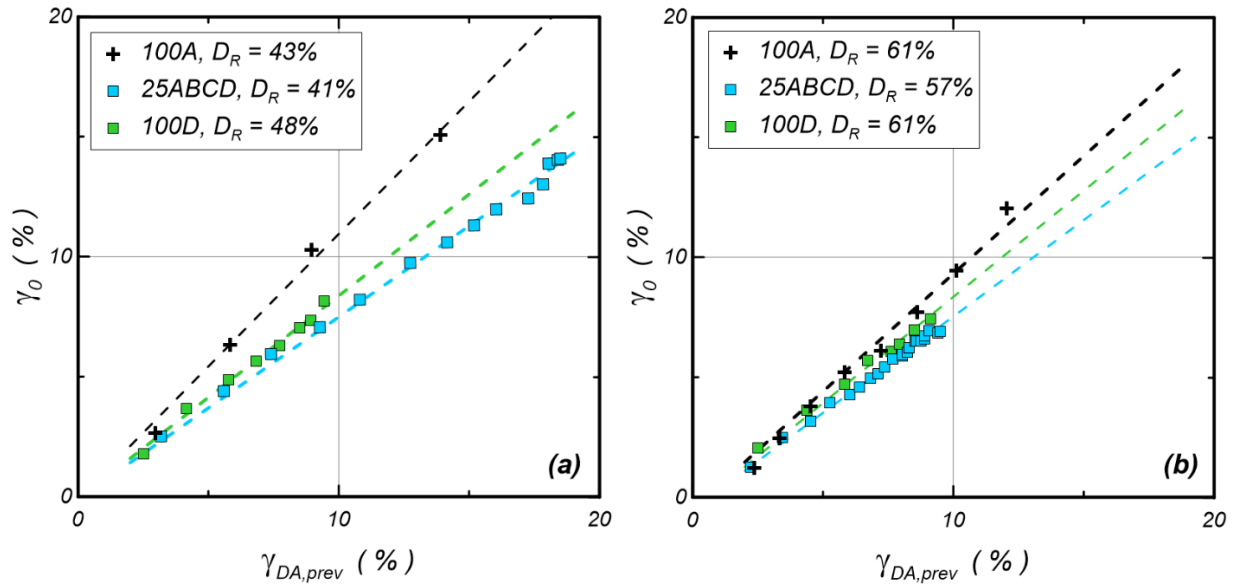 20
100A, D_R = 43%
25ABCD, D_R = 41%
100D, D_R = 48%
γ_0 ( % )
10
(a)
0
0 10 20
γ_DA,prev ( % )
20
100A, D_R = 61%
25ABCD, D_R = 57%
100D, D_R = 61%
γ_0 ( % )
10
(b)
0
0 10 20
γ_DA,prev ( % )